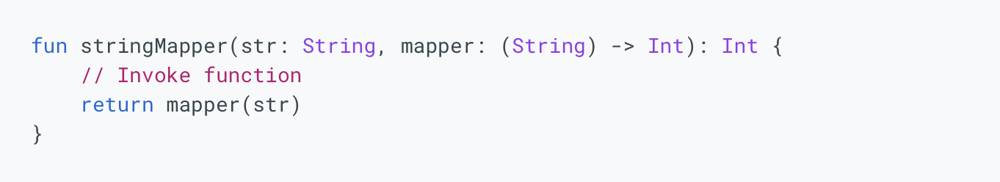 fun stringMapper(str: String, mapper: (String) -> Int): Int {
    // Invoke function
    return mapper(str)
}